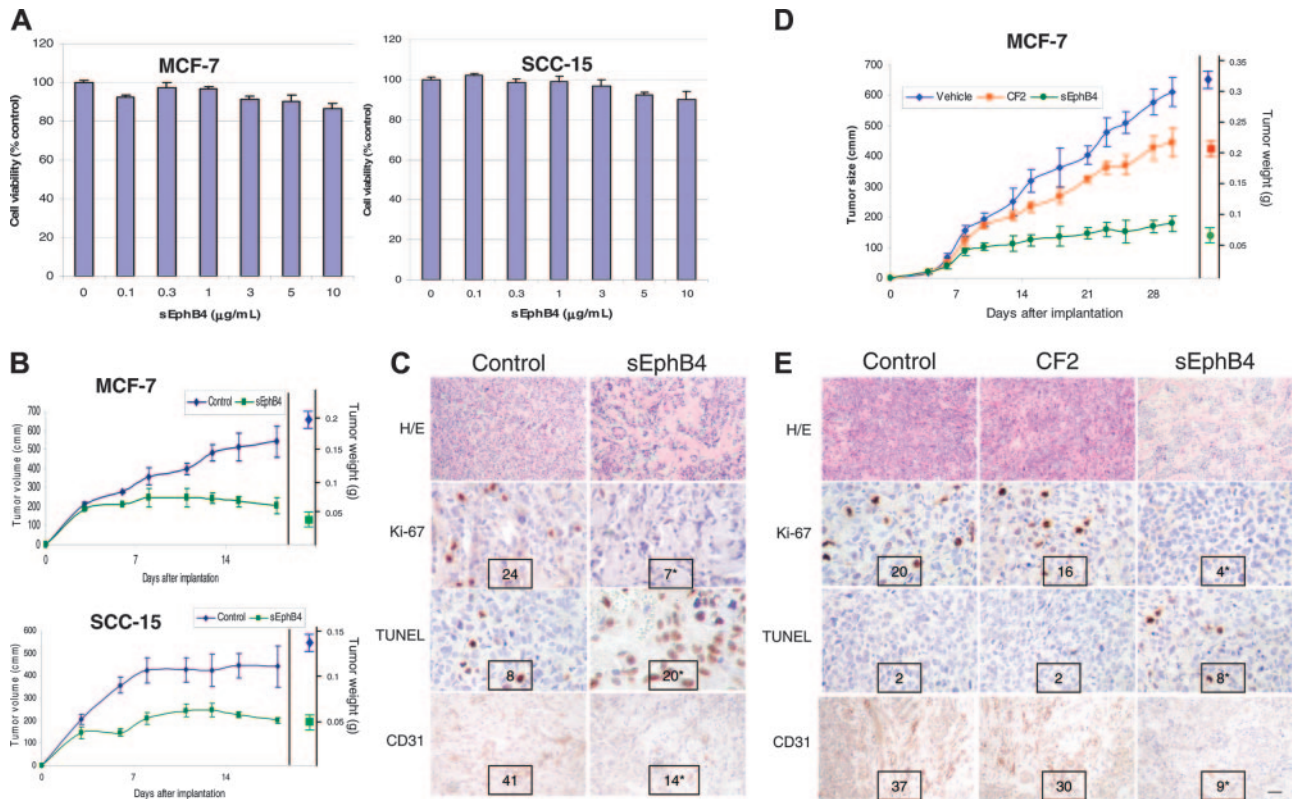 A
MCF-7
120
100
80
60
40
20
0
Cell viability (% control)
0 0.1 0.3 1 3 5 10
sEphB4 (µg/mL)
SCC-15
120
100
80
60
40
20
0
Cell viability (% control)
0 0.1 0.3 1 3 5 10
sEphB4 (µg/mL)
B
MCF-7
Control sEphB4
700
600
500
400
300
200
100
0
Tumor volume (cmm)
0 7 14
Days after implantation
0.2
0.15
0.1
0.05
Tumor weight (g)
SCC-15
Control sEphB4
600
500
400
300
200
100
0
Tumor volume (cmm)
0 7 14
Days after implantation
0.15
0.1
0.05
Tumor weight (g)
C
Control sEphB4
H/E
Ki-67
24 7*
TUNEL
8 20*
CD31
41 14*
D
MCF-7
Vehicle CF2 sEphB4
700
600
500
400
300
200
100
0
Tumor size (cmm)
0 7 14 21 28
Days after implantation
0.35
0.3
0.25
0.2
0.15
0.1
0.05
Tumor weight (g)
E
Control CF2 sEphB4
H/E
Ki-67
20 16 4*
TUNEL
2 2 8*
CD31
37 30 9*